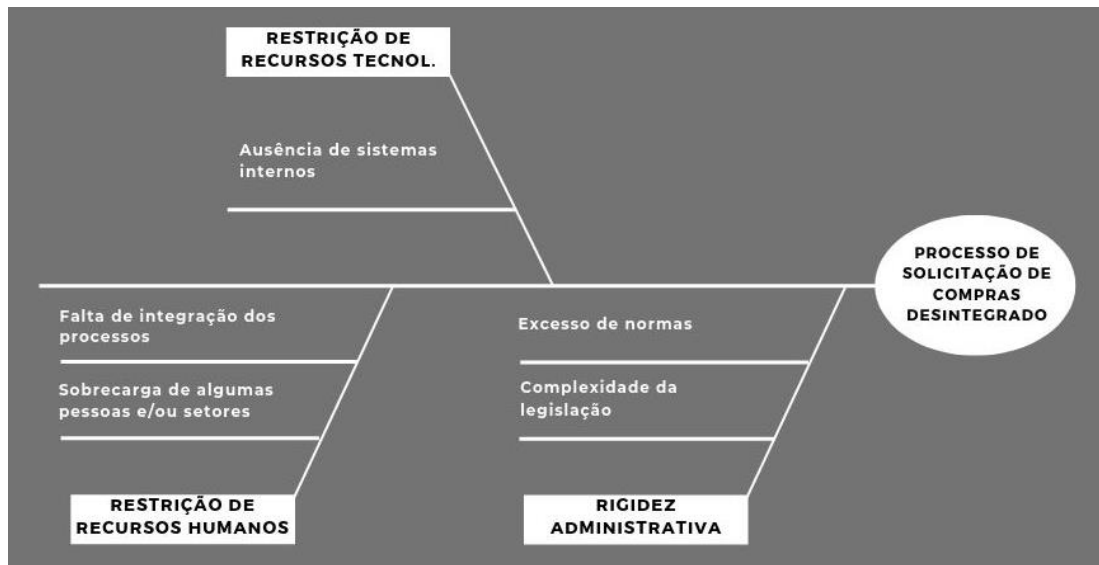 RESTRIÇÃO DE
RECURSOS TECNOL.
Ausência de sistemas
internos
PROCESSO DE
SOLICITAÇÃO DE
COMPRAS
DESINTEGRADO
Falta de integração dos
processos
Sobrecarga de algumas
pessoas e/ou setores
Excesso de normas
Complexidade da
legislação
RESTRIÇÃO DE
RECURSOS HUMANOS
RIGIDEZ
ADMINISTRATIVA